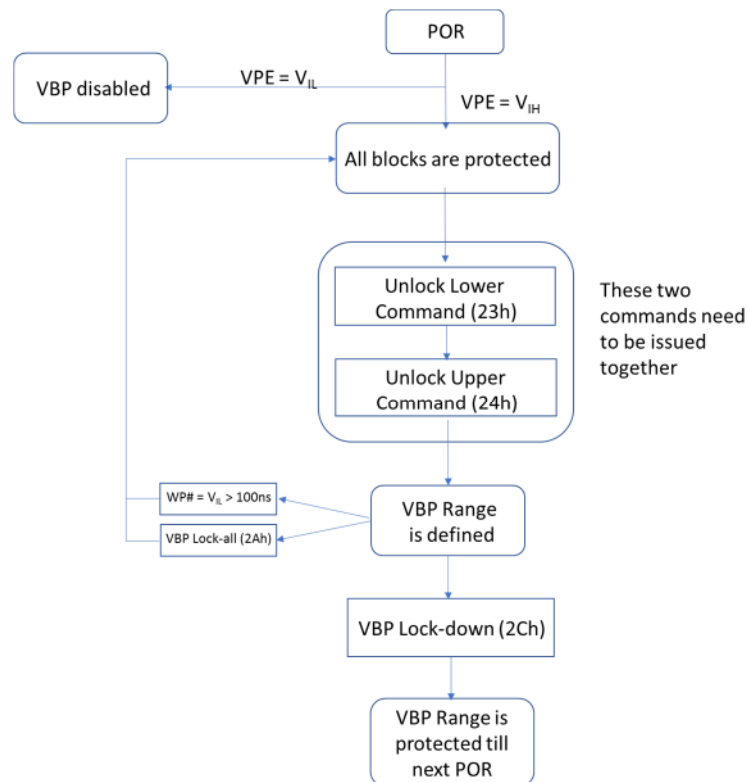 POR
VBP disabled
VPE = VIL
VPE = VIH
All blocks are protected
Unlock Lower
Command (23h)
Unlock Upper
Command (24h)
These two
commands need
to be issued
together
WP# = VIL > 100ns
VBP Lock-all (2Ah)
VBP Range
is defined
VBP Lock-down (2Ch)
VBP Range is
protected till
next POR